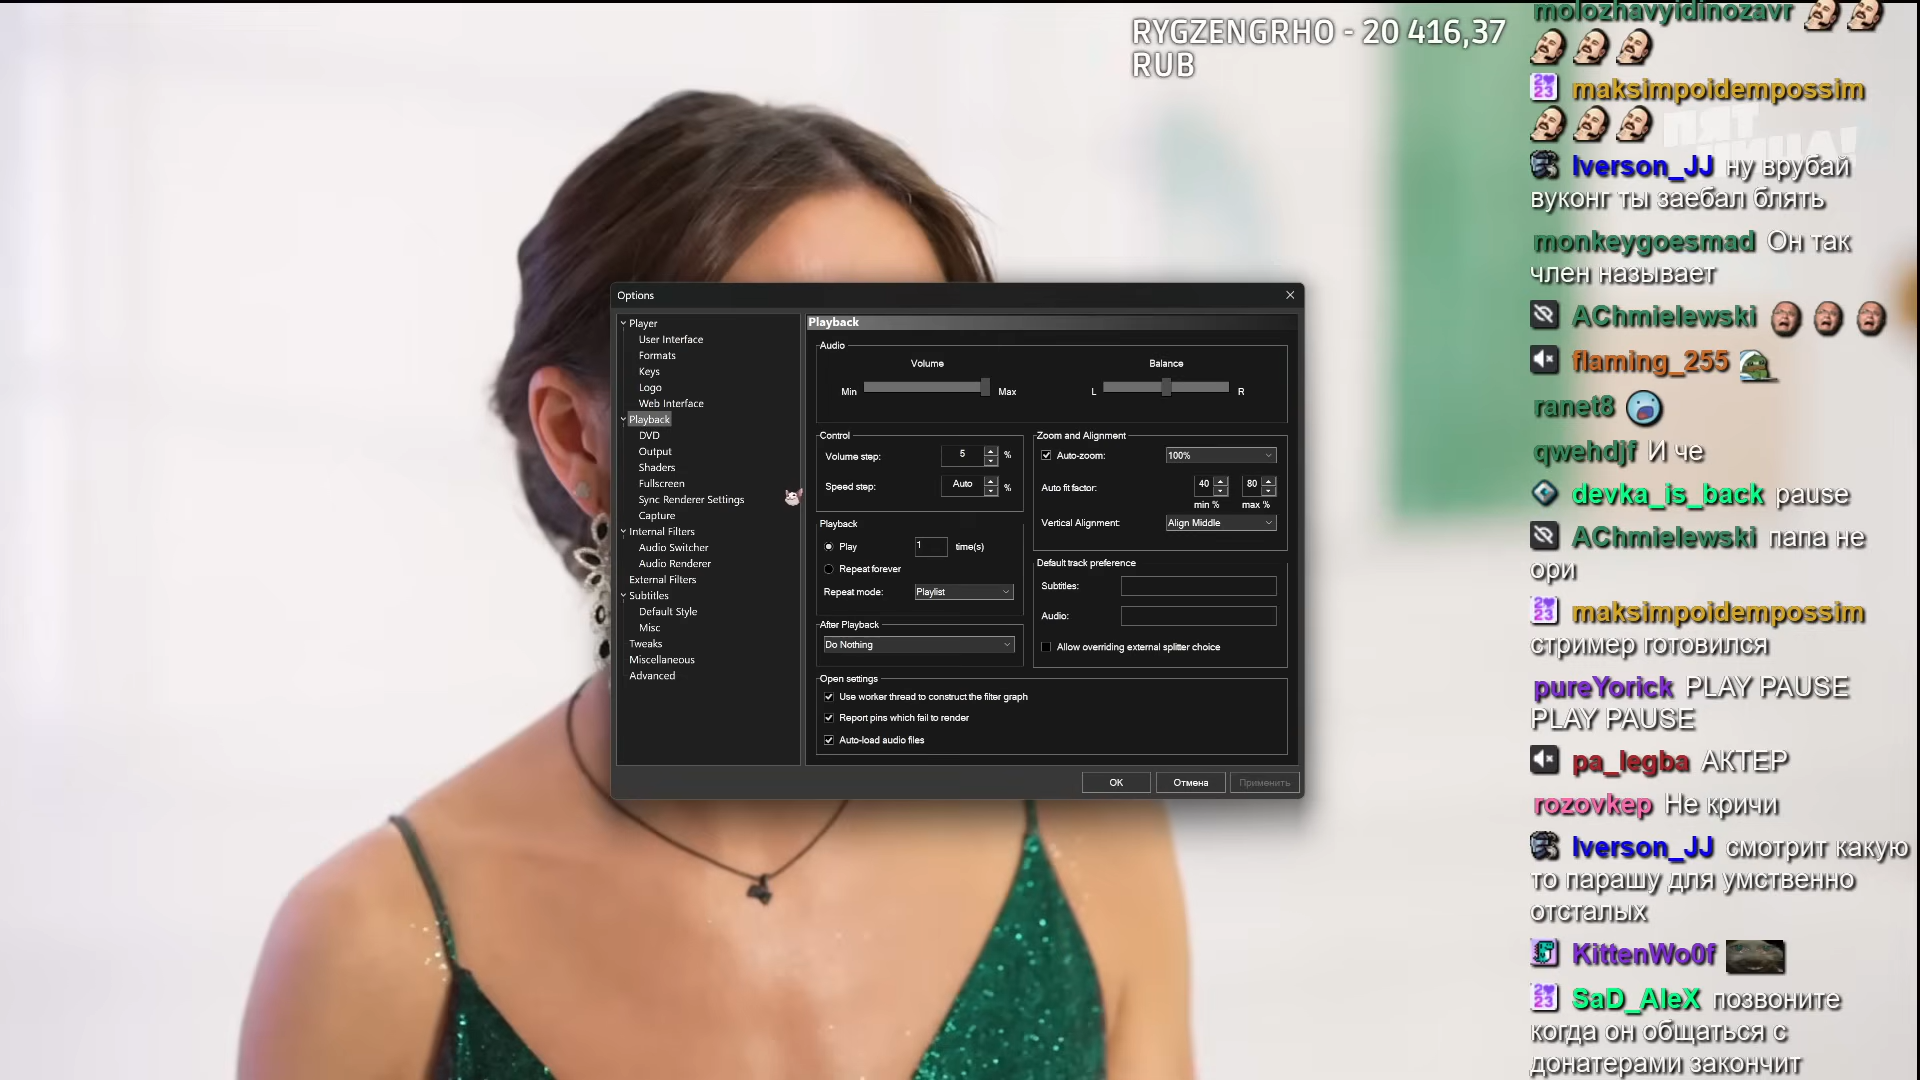 RYGZENGRHO - 20 416,37
RUB
ПЯТ
НИЦА!
Options
Player
User Interface
Formats
Keys
Logo
Web Interface
Playback
DVD
Output
Shaders
Fullscreen
Sync Renderer Settings
Capture
Internal Filters
Audio Switcher
Audio Renderer
External Filters
Subtitles
Default Style
Misc
Tweaks
Miscellaneous
Advanced
Playback
Audio
Volume
Min
Max
Balance
L
R
Control
Volume step: 5 %
Speed step: Auto %
Playback
Play 1 time(s)
Repeat forever
Repeat mode: Playlist
After Playback
Do Nothing
Zoom and Alignment
Auto-zoom: 100%
Auto fit factor: 40 80
min % max %
Vertical Alignment: Align Middle
Default track preference
Subtitles:
Audio:
Allow overriding external splitter choice
Open settings
Use worker thread to construct the filter graph
Report pins which fail to render
Auto-load audio files
OK
Отмена
Применить
molozhavyidinozavr
maksimpoidempossim
Iverson_JJ ну врубай
вуконг ты заебал блять
monkeygoesmad Он так
член называет
AChmielewski
flaming_255
ranet8
qwehdjf И че
devka_is_back pause
AChmielewski папа не
ори
maksimpoidempossim
стример готовился
pureYorick PLAY PAUSE
PLAY PAUSE
pa_legba АКТЕР
rozovkep Не кричи
Iverson_JJ смотрит какую
то парашу для умственно
отсталых
KittenWo0f
SaD_AleX позвоните
когда он общаться с
донатерами закончит